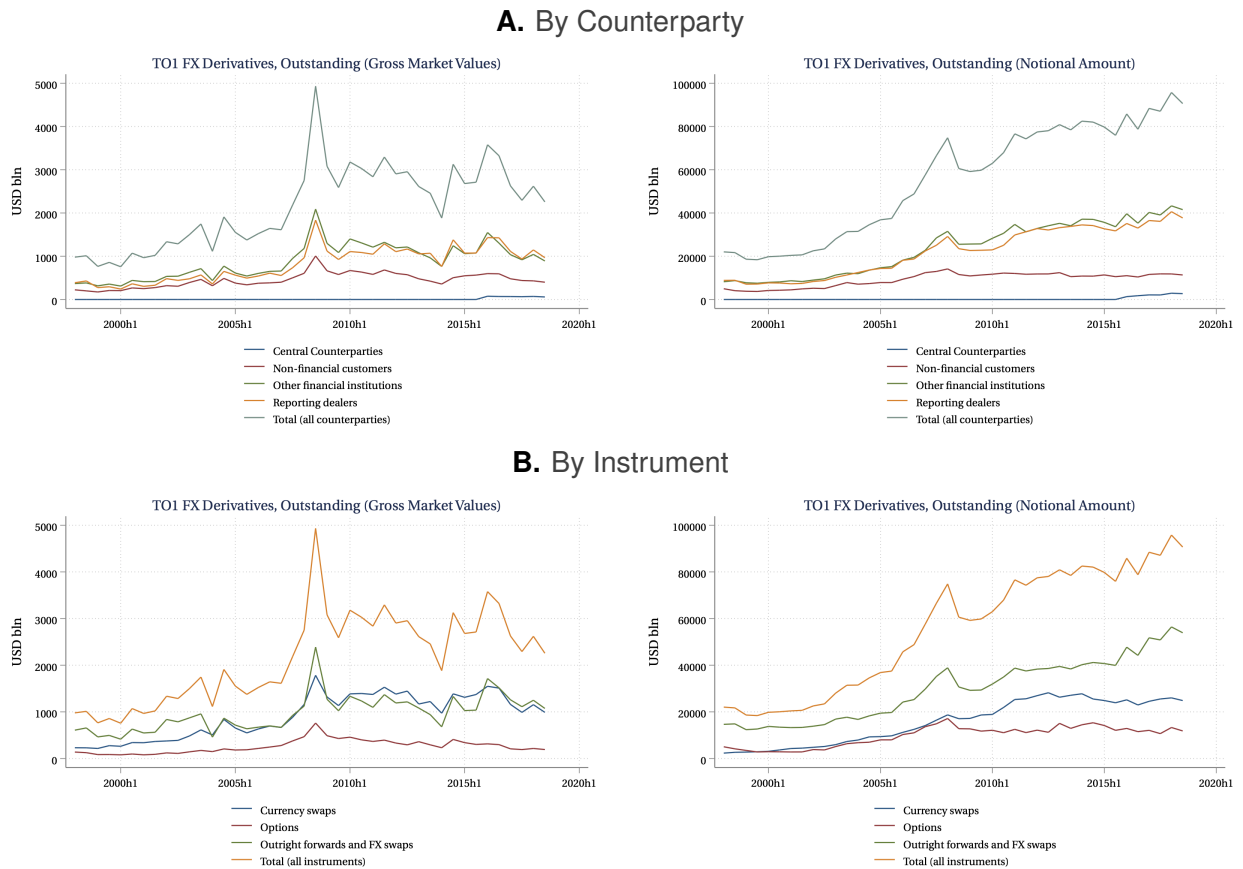 A. By Counterparty
TO1 FX Derivatives, Outstanding (Gross Market Values)
USD bln
5000
4000
3000
2000
1000
0
2000h1 2005h1 2010h1 2015h1 2020h1
Central Counterparties
Non-financial customers
Other financial institutions
Reporting dealers
Total (all counterparties)
TO1 FX Derivatives, Outstanding (Notional Amount)
USD bln
100000
80000
60000
40000
20000
0
2000h1 2005h1 2010h1 2015h1 2020h1
Central Counterparties
Non-financial customers
Other financial institutions
Reporting dealers
Total (all counterparties)
B. By Instrument
TO1 FX Derivatives, Outstanding (Gross Market Values)
USD bln
5000
4000
3000
2000
1000
0
2000h1 2005h1 2010h1 2015h1 2020h1
Currency swaps
Options
Outright forwards and FX swaps
Total (all instruments)
TO1 FX Derivatives, Outstanding (Notional Amount)
USD bln
100000
80000
60000
40000
20000
0
2000h1 2005h1 2010h1 2015h1 2020h1
Currency swaps
Options
Outright forwards and FX swaps
Total (all instruments)